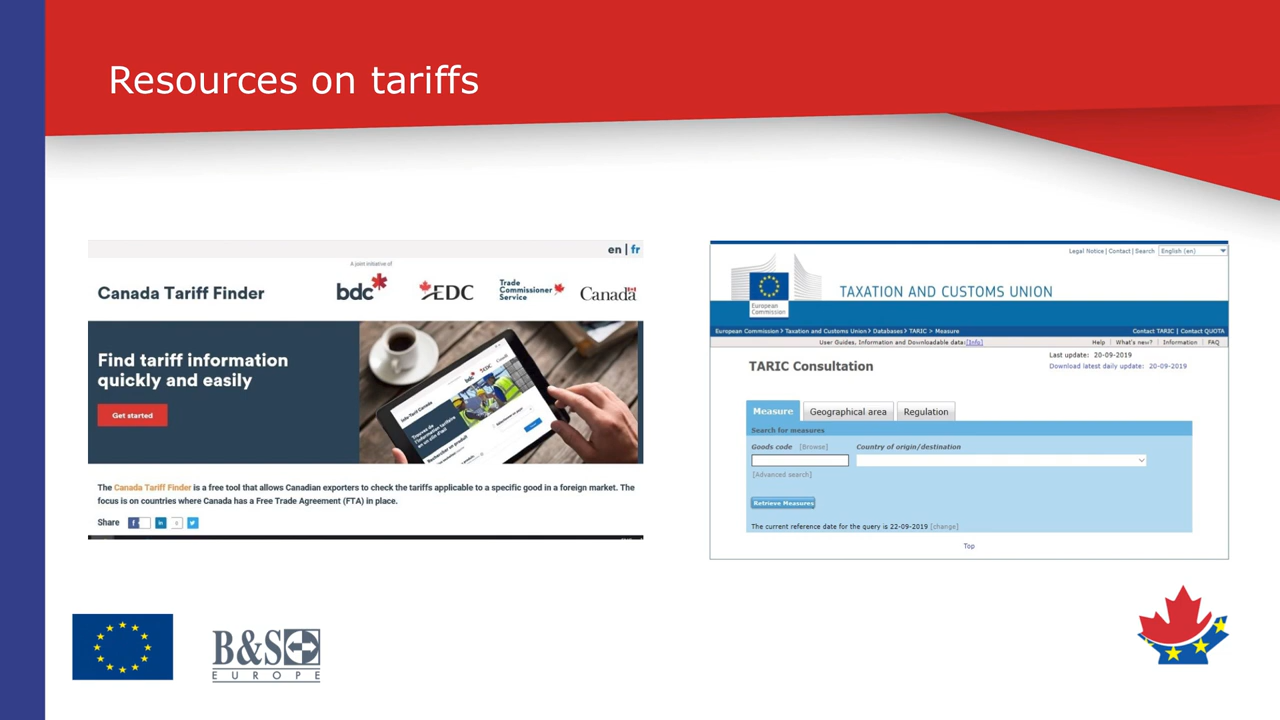 Resources on tariffs
en | fr
A joint initiative of
Canada Tariff Finder
bdc
EDC
Trade
Commissioner
Service
Canada
Find tariff information
quickly and easily
Get started
The Canada Tariff Finder is a free tool that allows Canadian exporters to check the tariffs applicable to a specific good in a foreign market. The
focus is on countries where Canada has a Free Trade Agreement (FTA) in place.
Share
Legal Notice | Contact | Search English (en)
European
Commission
TAXATION AND CUSTOMS UNION
European Commission > Taxation and Customs Union > Databases > TARIC > Measure
Contact TARIC | Contact QUOTA
User Guides, Information and Downloadable data:[Info]
Help | What's new? | Information | FAQ
TARIC Consultation
Last update: 20-09-2019
Download latest daily update: 20-09-2019
Measure Geographical area Regulation
Search for measures
Goods code [Browse] Country of origin/destination
[Advanced search]
Retrieve Measures
The current reference date for the query is 22-09-2019 [change]
Top
B&S
EUROPE